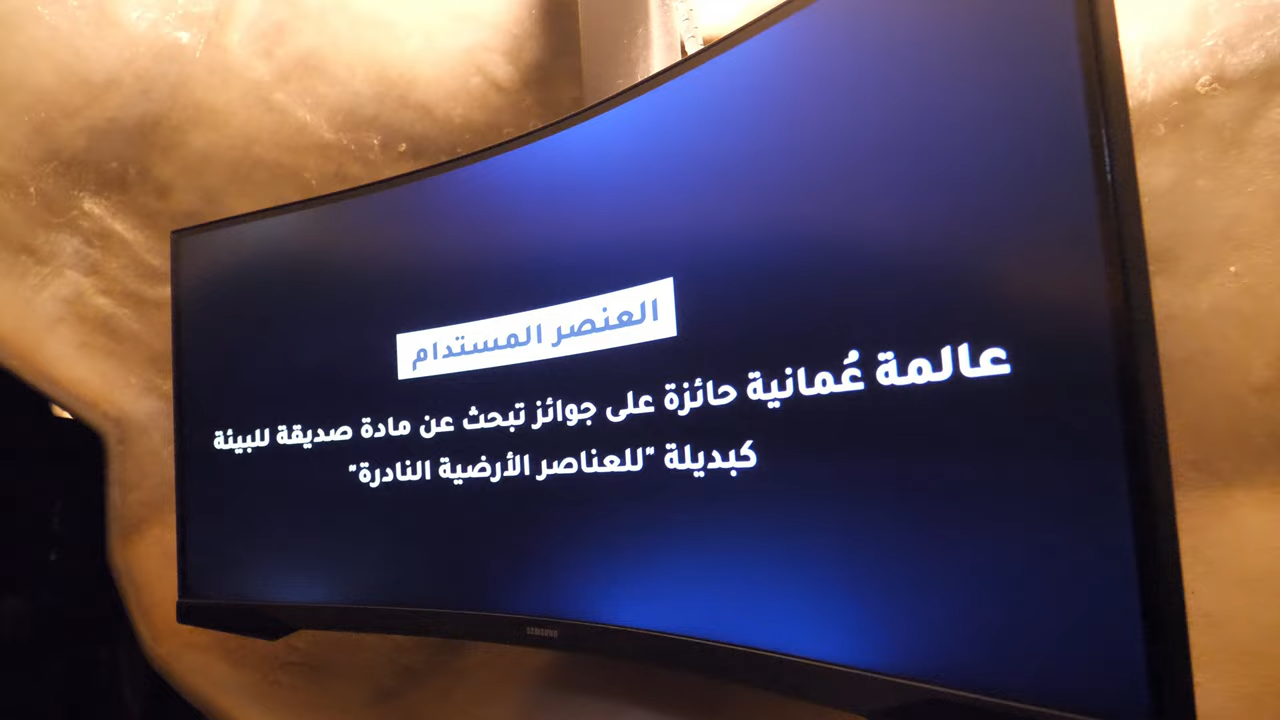 العنصر المستدام
عالمة عُمانية حائزة على جوائز تبحث عن مادة صديقة للبيئة
كبديلة "للعناصر الأرضية النادرة"
SAMSUNG